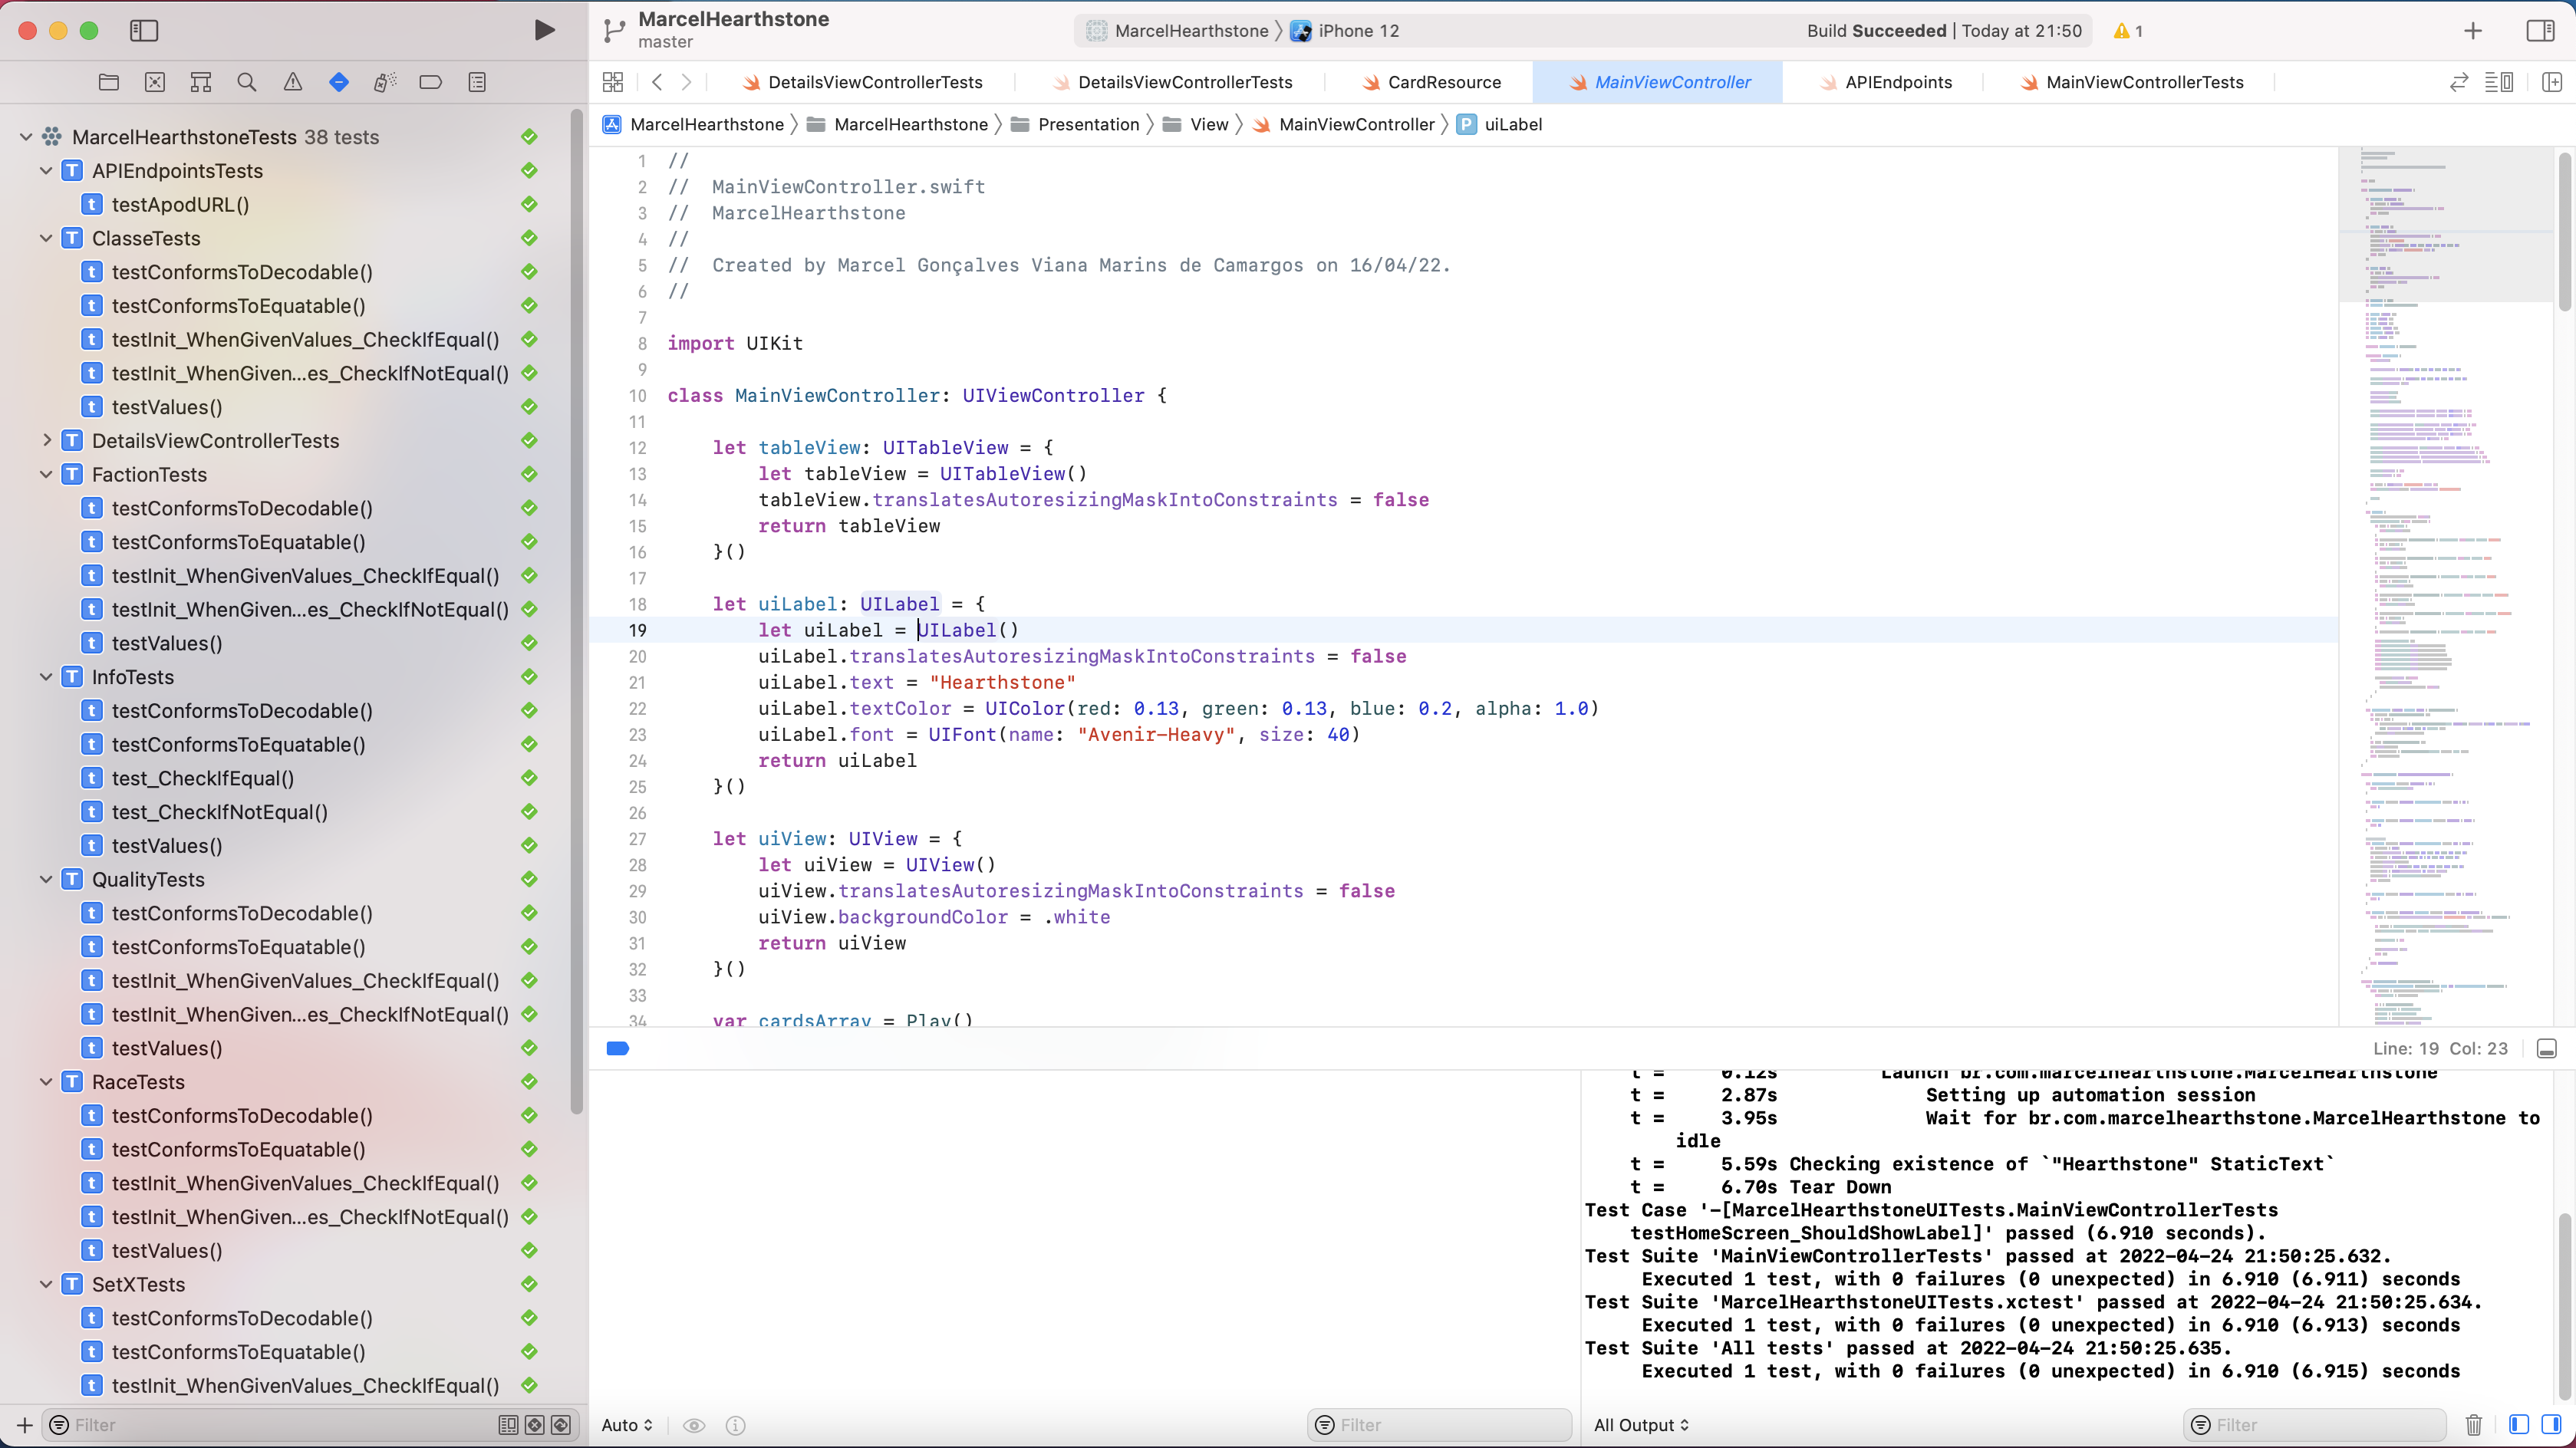 MarcelHearthstone
master
MarcelHearthstone 〉 iPhone 12
Build Succeeded | Today at 21:50
1
DetailsViewControllerTests
DetailsViewControllerTests
CardResource
MainViewController
APIEndpoints
MainViewControllerTests
MarcelHearthstone 〉 MarcelHearthstone 〉 Presentation 〉 View 〉 MainViewController 〉 P uiLabel
MarcelHearthstoneTests 38 tests
T APIEndpointsTests
t testApodURL()
T ClasseTests
t testConformsToDecodable()
t testConformsToEquatable()
t testInit_WhenGivenValues_CheckIfEqual()
t testInit_WhenGiven...es_CheckIfNotEqual()
t testValues()
T DetailsViewControllerTests
T FactionTests
t testConformsToDecodable()
t testConformsToEquatable()
t testInit_WhenGivenValues_CheckIfEqual()
t testInit_WhenGiven...es_CheckIfNotEqual()
t testValues()
T InfoTests
t testConformsToDecodable()
t testConformsToEquatable()
t test_CheckIfEqual()
t test_CheckIfNotEqual()
t testValues()
T QualityTests
t testConformsToDecodable()
t testConformsToEquatable()
t testInit_WhenGivenValues_CheckIfEqual()
t testInit_WhenGiven...es_CheckIfNotEqual()
t testValues()
T RaceTests
t testConformsToDecodable()
t testConformsToEquatable()
t testInit_WhenGivenValues_CheckIfEqual()
t testInit_WhenGiven...es_CheckIfNotEqual()
t testValues()
T SetXTests
t testConformsToDecodable()
t testConformsToEquatable()
t testInit_WhenGivenValues_CheckIfEqual()
Filter
1 //
2 //  MainViewController.swift
3 //  MarcelHearthstone
4 //
5 //  Created by Marcel Gonçalves Viana Marins de Camargos on 16/04/22.
6 //
7
8 import UIKit
9
10 class MainViewController: UIViewController {
11
12     let tableView: UITableView = {
13         let tableView = UITableView()
14         tableView.translatesAutoresizingMaskIntoConstraints = false
15         return tableView
16     }()
17
18     let uiLabel: UILabel = {
19         let uiLabel = UILabel()
20         uiLabel.translatesAutoresizingMaskIntoConstraints = false
21         uiLabel.text = "Hearthstone"
22         uiLabel.textColor = UIColor(red: 0.13, green: 0.13, blue: 0.2, alpha: 1.0)
23         uiLabel.font = UIFont(name: "Avenir-Heavy", size: 40)
24         return uiLabel
25     }()
26
27     let uiView: UIView = {
28         let uiView = UIView()
29         uiView.translatesAutoresizingMaskIntoConstraints = false
30         uiView.backgroundColor = .white
31         return uiView
32     }()
33
34     var cardsArray = Play()
Line: 19 Col: 23
t = 0.12s Launch br.com.marcelhearthstone.MarcelHearthstone
t = 2.87s Setting up automation session
t = 3.95s Wait for br.com.marcelhearthstone.MarcelHearthstone to
idle
t = 5.59s Checking existence of `"Hearthstone" StaticText`
t = 6.70s Tear Down
Test Case '-[MarcelHearthstoneUITests.MainViewControllerTests
testHomeScreen_ShouldShowLabel]' passed (6.910 seconds).
Test Suite 'MainViewControllerTests' passed at 2022-04-24 21:50:25.632.
Executed 1 test, with 0 failures (0 unexpected) in 6.910 (6.911) seconds
Test Suite 'MarcelHearthstoneUITests.xctest' passed at 2022-04-24 21:50:25.634.
Executed 1 test, with 0 failures (0 unexpected) in 6.910 (6.913) seconds
Test Suite 'All tests' passed at 2022-04-24 21:50:25.635.
Executed 1 test, with 0 failures (0 unexpected) in 6.910 (6.915) seconds
Auto
Filter
All Output
Filter